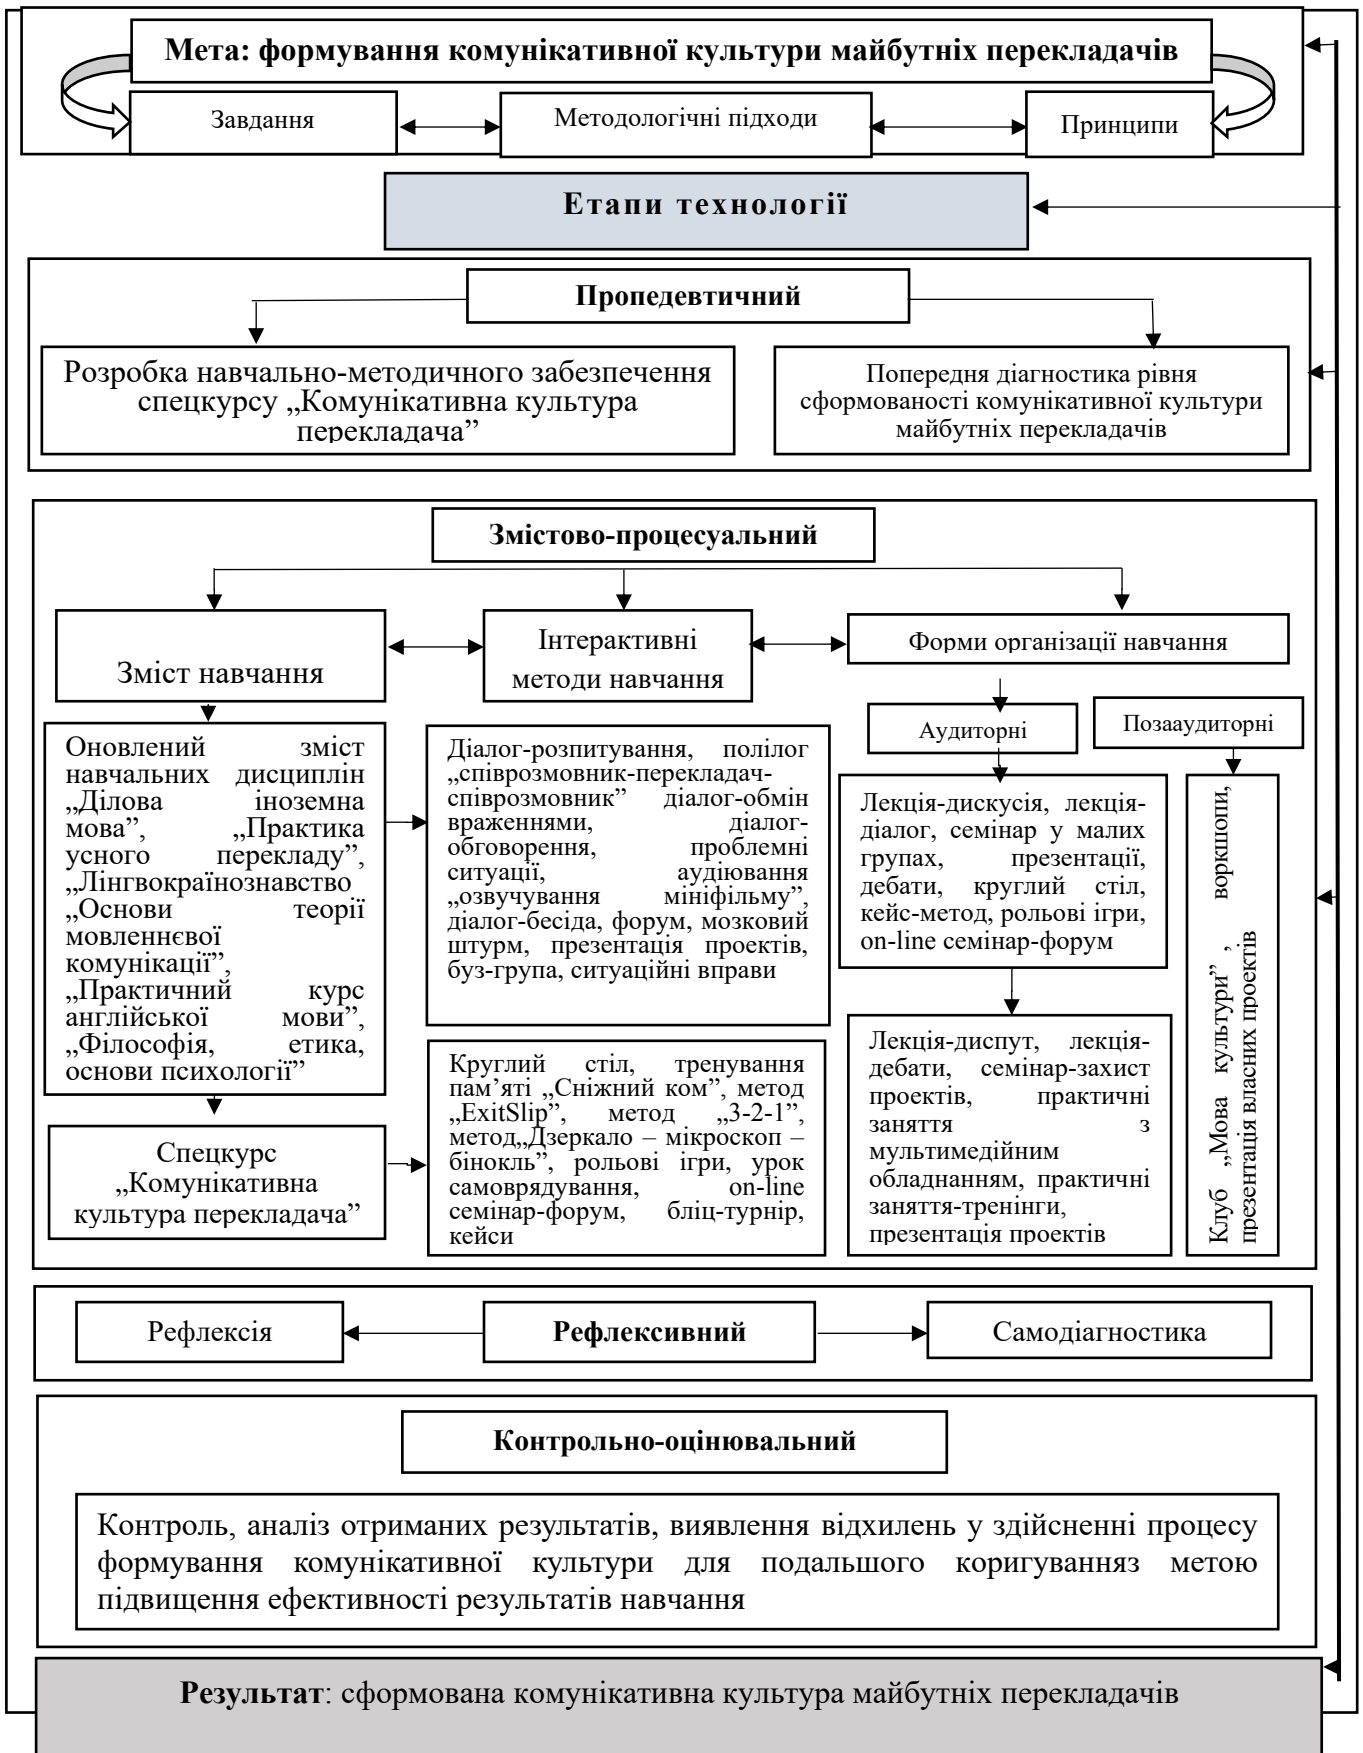 Мета: формування комунікативної культури майбутніх перекладачів
Завдання
Методологічні підходи
Принципи
Етапи технології
Пропедевтичний
Розробка навчально-методичного забезпечення
спецкурсу „Комунікативна культура
перекладача”
Попередня діагностика рівня
сформованості комунікативної культури
майбутніх перекладачів
Змістово-процесуальний
Зміст навчання
Інтерактивні
методи навчання
Форми організації навчання
Аудиторні
Позааудиторні
Оновлений зміст
навчальних дисциплін
„Ділова іноземна
мова”, „Практика
усного перекладу”,
„Лінгвокраїнознавство
„Основи теорії
мовленнєвої
комунікації”,
„Практичний курс
англійської мови”,
„Філософія, етика,
основи психології”
Діалог-розпитування, полілог
„співрозмовник-перекладач-
співрозмовник” діалог-обмін
враженнями, діалог-
обговорення, проблемні
ситуації, аудіювання
„озвучування мініфільму”,
діалог-бесіда, форум, мозковий
штурм, презентація проектів,
буз-група, ситуаційні вправи
Лекція-дискусія, лекція-
діалог, семінар у малих
групах, презентації,
дебати, круглий стіл,
кейс-метод, рольові ігри,
on-line семінар-форум
Клуб „Мова культури” , воркшопи,
презентація власних проектів
Спецкурс
„Комунікативна
культура перекладача”
Круглий стіл, тренування
пам’яті „Сніжний ком”, метод
„ExitSlip”, метод „3-2-1”,
метод„Дзеркало – мікроскоп –
бінокль”, рольові ігри, урок
самоврядування, on-line
семінар-форум, бліц-турнір,
кейси
Лекція-диспут, лекція-
дебати, семінар-захист
проектів, практичні
заняття з
мультимедійним
обладнанням, практичні
заняття-тренінги,
презентація проектів
Рефлексія
Рефлексивний
Самодіагностика
Контрольно-оцінювальний
Контроль, аналіз отриманих результатів, виявлення відхилень у здійсненні процесу
формування комунікативної культури для подальшого коригуванняз метою
підвищення ефективності результатів навчання
Результат: сформована комунікативна культура майбутніх перекладачів